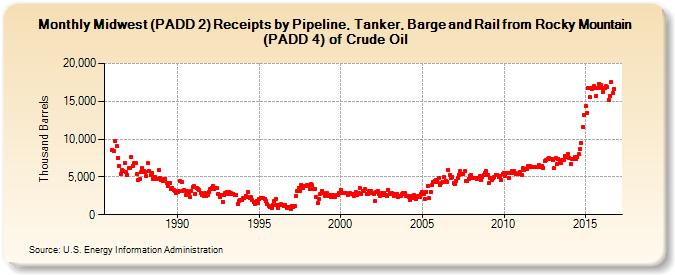 Monthly Midwest (PADD 2) Receipts by Pipeline, Tanker, Barge and Rail from Rocky Mountain
(PADD 4) of Crude Oil
Thousand Barrels
20,000
15,000
10,000
5,000
0
1990
1995
2000
2005
2010
2015
Source: U.S. Energy Information Administration